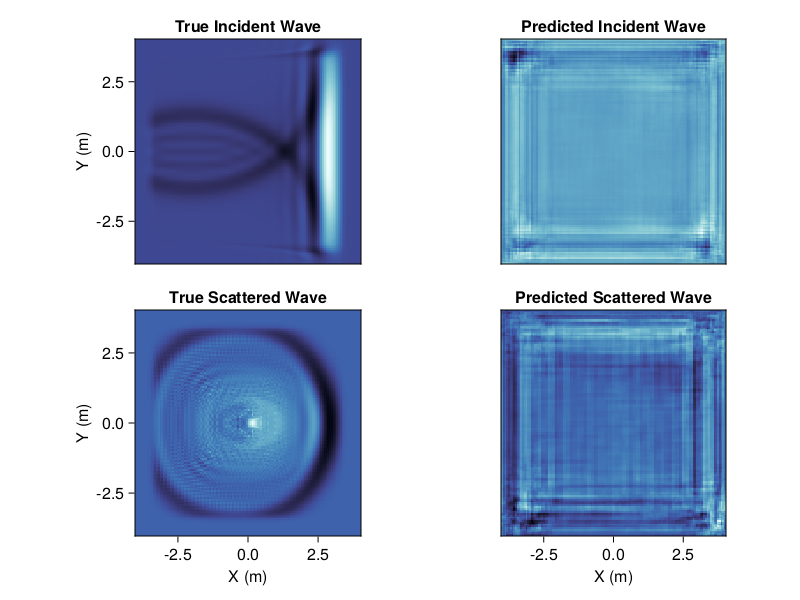 True Incident Wave
Predicted Incident Wave
2.5
0.0
-2.5
Y (m)
True Scattered Wave
Predicted Scattered Wave
2.5
0.0
-2.5
Y (m)
-2.5 0.0 2.5
X (m)
-2.5 0.0 2.5
X (m)